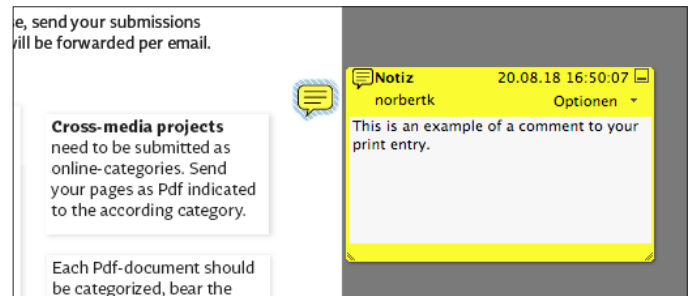 se, send your submissions
will be forwarded per email.
Cross-media projects
need to be submitted as
online-categories. Send
your pages as Pdf indicated
to the according category.
Each Pdf-document should
be categorized, bear the
Notiz 20.08.18 16:50:07
norbertk Optionen
This is an example of a comment to your
print entry.